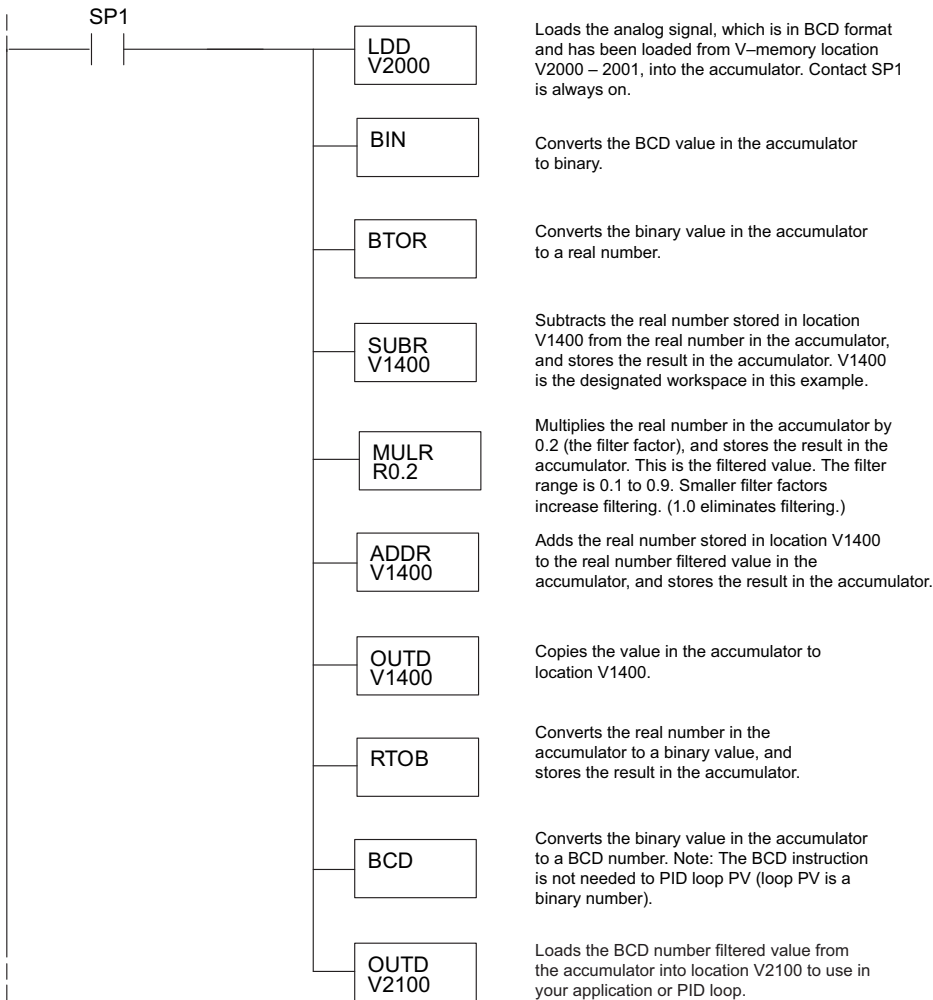 SP1
LDD
V2000
Loads the analog signal, which is in BCD format
and has been loaded from V–memory location
V2000 – 2001, into the accumulator. Contact SP1
is always on.
BIN
Converts the BCD value in the accumulator
to binary.
BTOR
Converts the binary value in the accumulator
to a real number.
SUBR
V1400
Subtracts the real number stored in location
V1400 from the real number in the accumulator,
and stores the result in the accumulator. V1400
is the designated workspace in this example.
MULR
R0.2
Multiplies the real number in the accumulator by
0.2 (the filter factor), and stores the result in the
accumulator. This is the filtered value. The filter
range is 0.1 to 0.9. Smaller filter factors
increase filtering. (1.0 eliminates filtering.)
ADDR
V1400
Adds the real number stored in location V1400
to the real number filtered value in the
accumulator, and stores the result in the accumulator.
OUTD
V1400
Copies the value in the accumulator to
location V1400.
RTOB
Converts the real number in the
accumulator to a binary value, and
stores the result in the accumulator.
BCD
Converts the binary value in the accumulator
to a BCD number. Note: The BCD instruction
is not needed to PID loop PV (loop PV is a
binary number).
OUTD
V2100
Loads the BCD number filtered value from
the accumulator into location V2100 to use in
your application or PID loop.